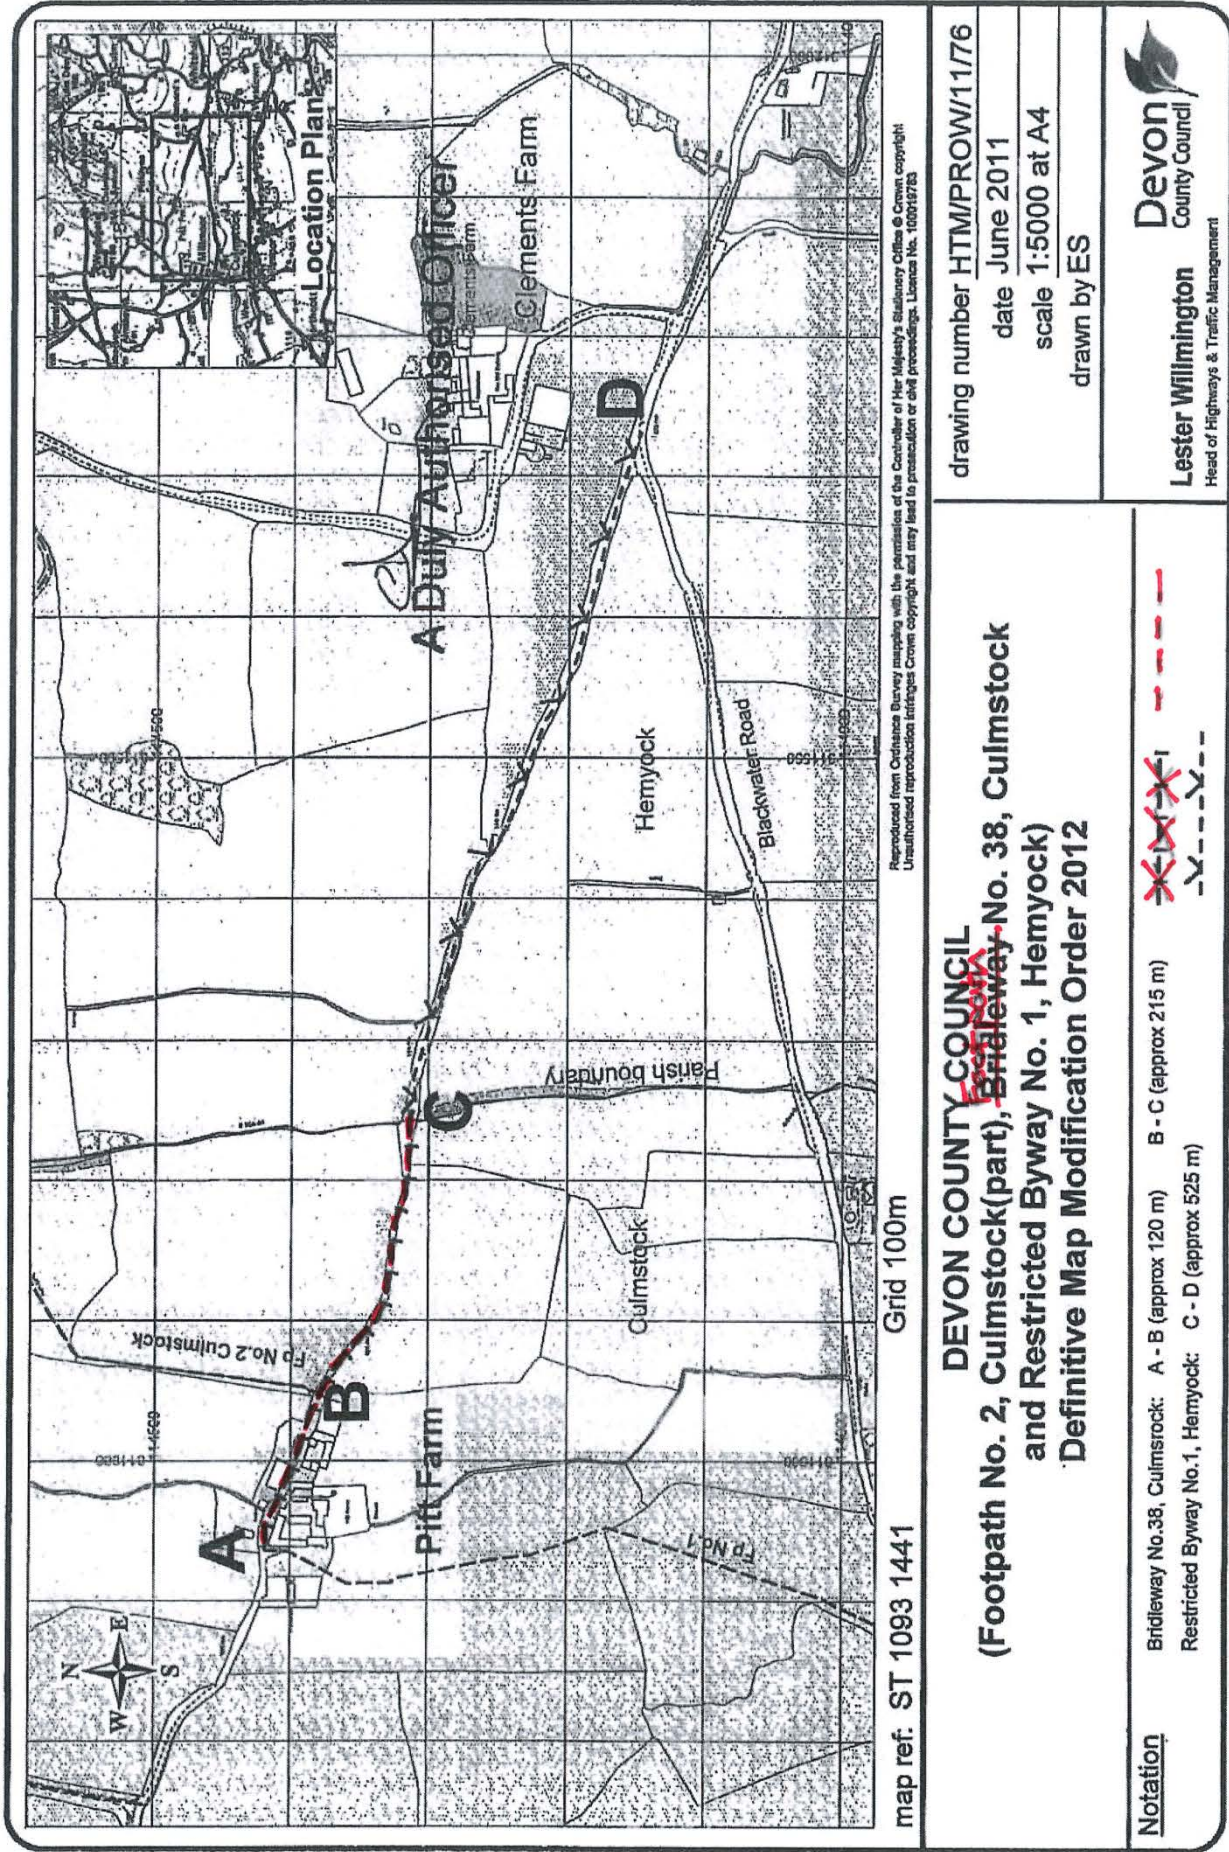 Location Plan
A Duly Authorised Officer
Clements Farm
N
W E
S
A
Fp No.2 Culmstock
B
Pitt Farm
C
Parish boundary
D
Hemyock
Culmstock
Blackwater Road
Fp No.1
map ref: ST 1093 1441
Grid 100m
Reproduced from Ordnance Survey mapping with the permission of the Controller of Her Majesty's Stationery Office © Crown copyright
Unauthorised reproduction infringes Crown copyright and may lead to prosecution or civil proceedings. Licence No. 100019783
DEVON COUNTY COUNCIL
FOOTPATH
(Footpath No. 2, Culmstock(part), Bridleway No. 38, Culmstock
and Restricted Byway No. 1, Hemyock)
Definitive Map Modification Order 2012
drawing number HTM/PROW/11/76
date June 2011
scale 1:5000 at A4
drawn by ES
Notation
Bridleway No.38, Culmsrock: A - B (approx 120 m) B - C (approx 215 m)
Restricted Byway No.1, Hemyock: C - D (approx 525 m)
Lester Willmington
Head of Highways & Traffic Management
Devon
County Council